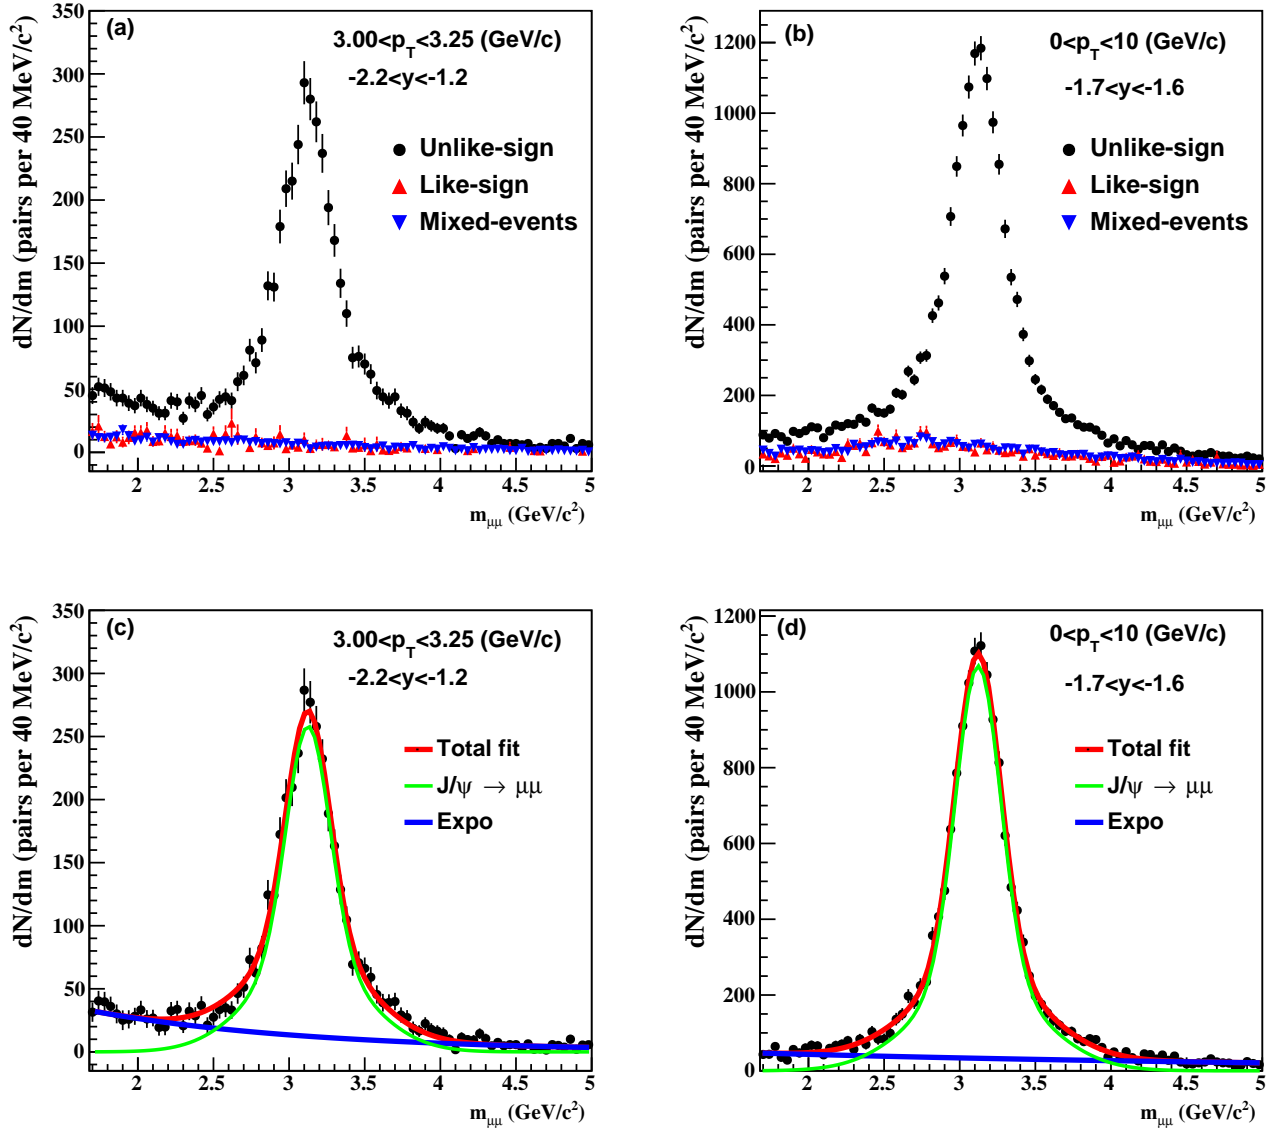 (a)
3.00<p_T<3.25 (GeV/c)
-2.2<y<-1.2
Unlike-sign
Like-sign
Mixed-events
dN/dm (pairs per 40 MeV/c²)
350
300
250
200
150
100
50
0
2 2.5 3 3.5 4 4.5 5
m_μμ (GeV/c²)
(b)
0<p_T<10 (GeV/c)
-1.7<y<-1.6
Unlike-sign
Like-sign
Mixed-events
dN/dm (pairs per 40 MeV/c²)
1200
1000
800
600
400
200
0
2 2.5 3 3.5 4 4.5 5
m_μμ (GeV/c²)
(c)
3.00<p_T<3.25 (GeV/c)
-2.2<y<-1.2
Total fit
J/ψ → μμ
Expo
dN/dm (pairs per 40 MeV/c²)
350
300
250
200
150
100
50
0
2 2.5 3 3.5 4 4.5 5
m_μμ (GeV/c²)
(d)
0<p_T<10 (GeV/c)
-1.7<y<-1.6
Total fit
J/ψ → μμ
Expo
dN/dm (pairs per 40 MeV/c²)
1200
1000
800
600
400
200
0
2 2.5 3 3.5 4 4.5 5
m_μμ (GeV/c²)